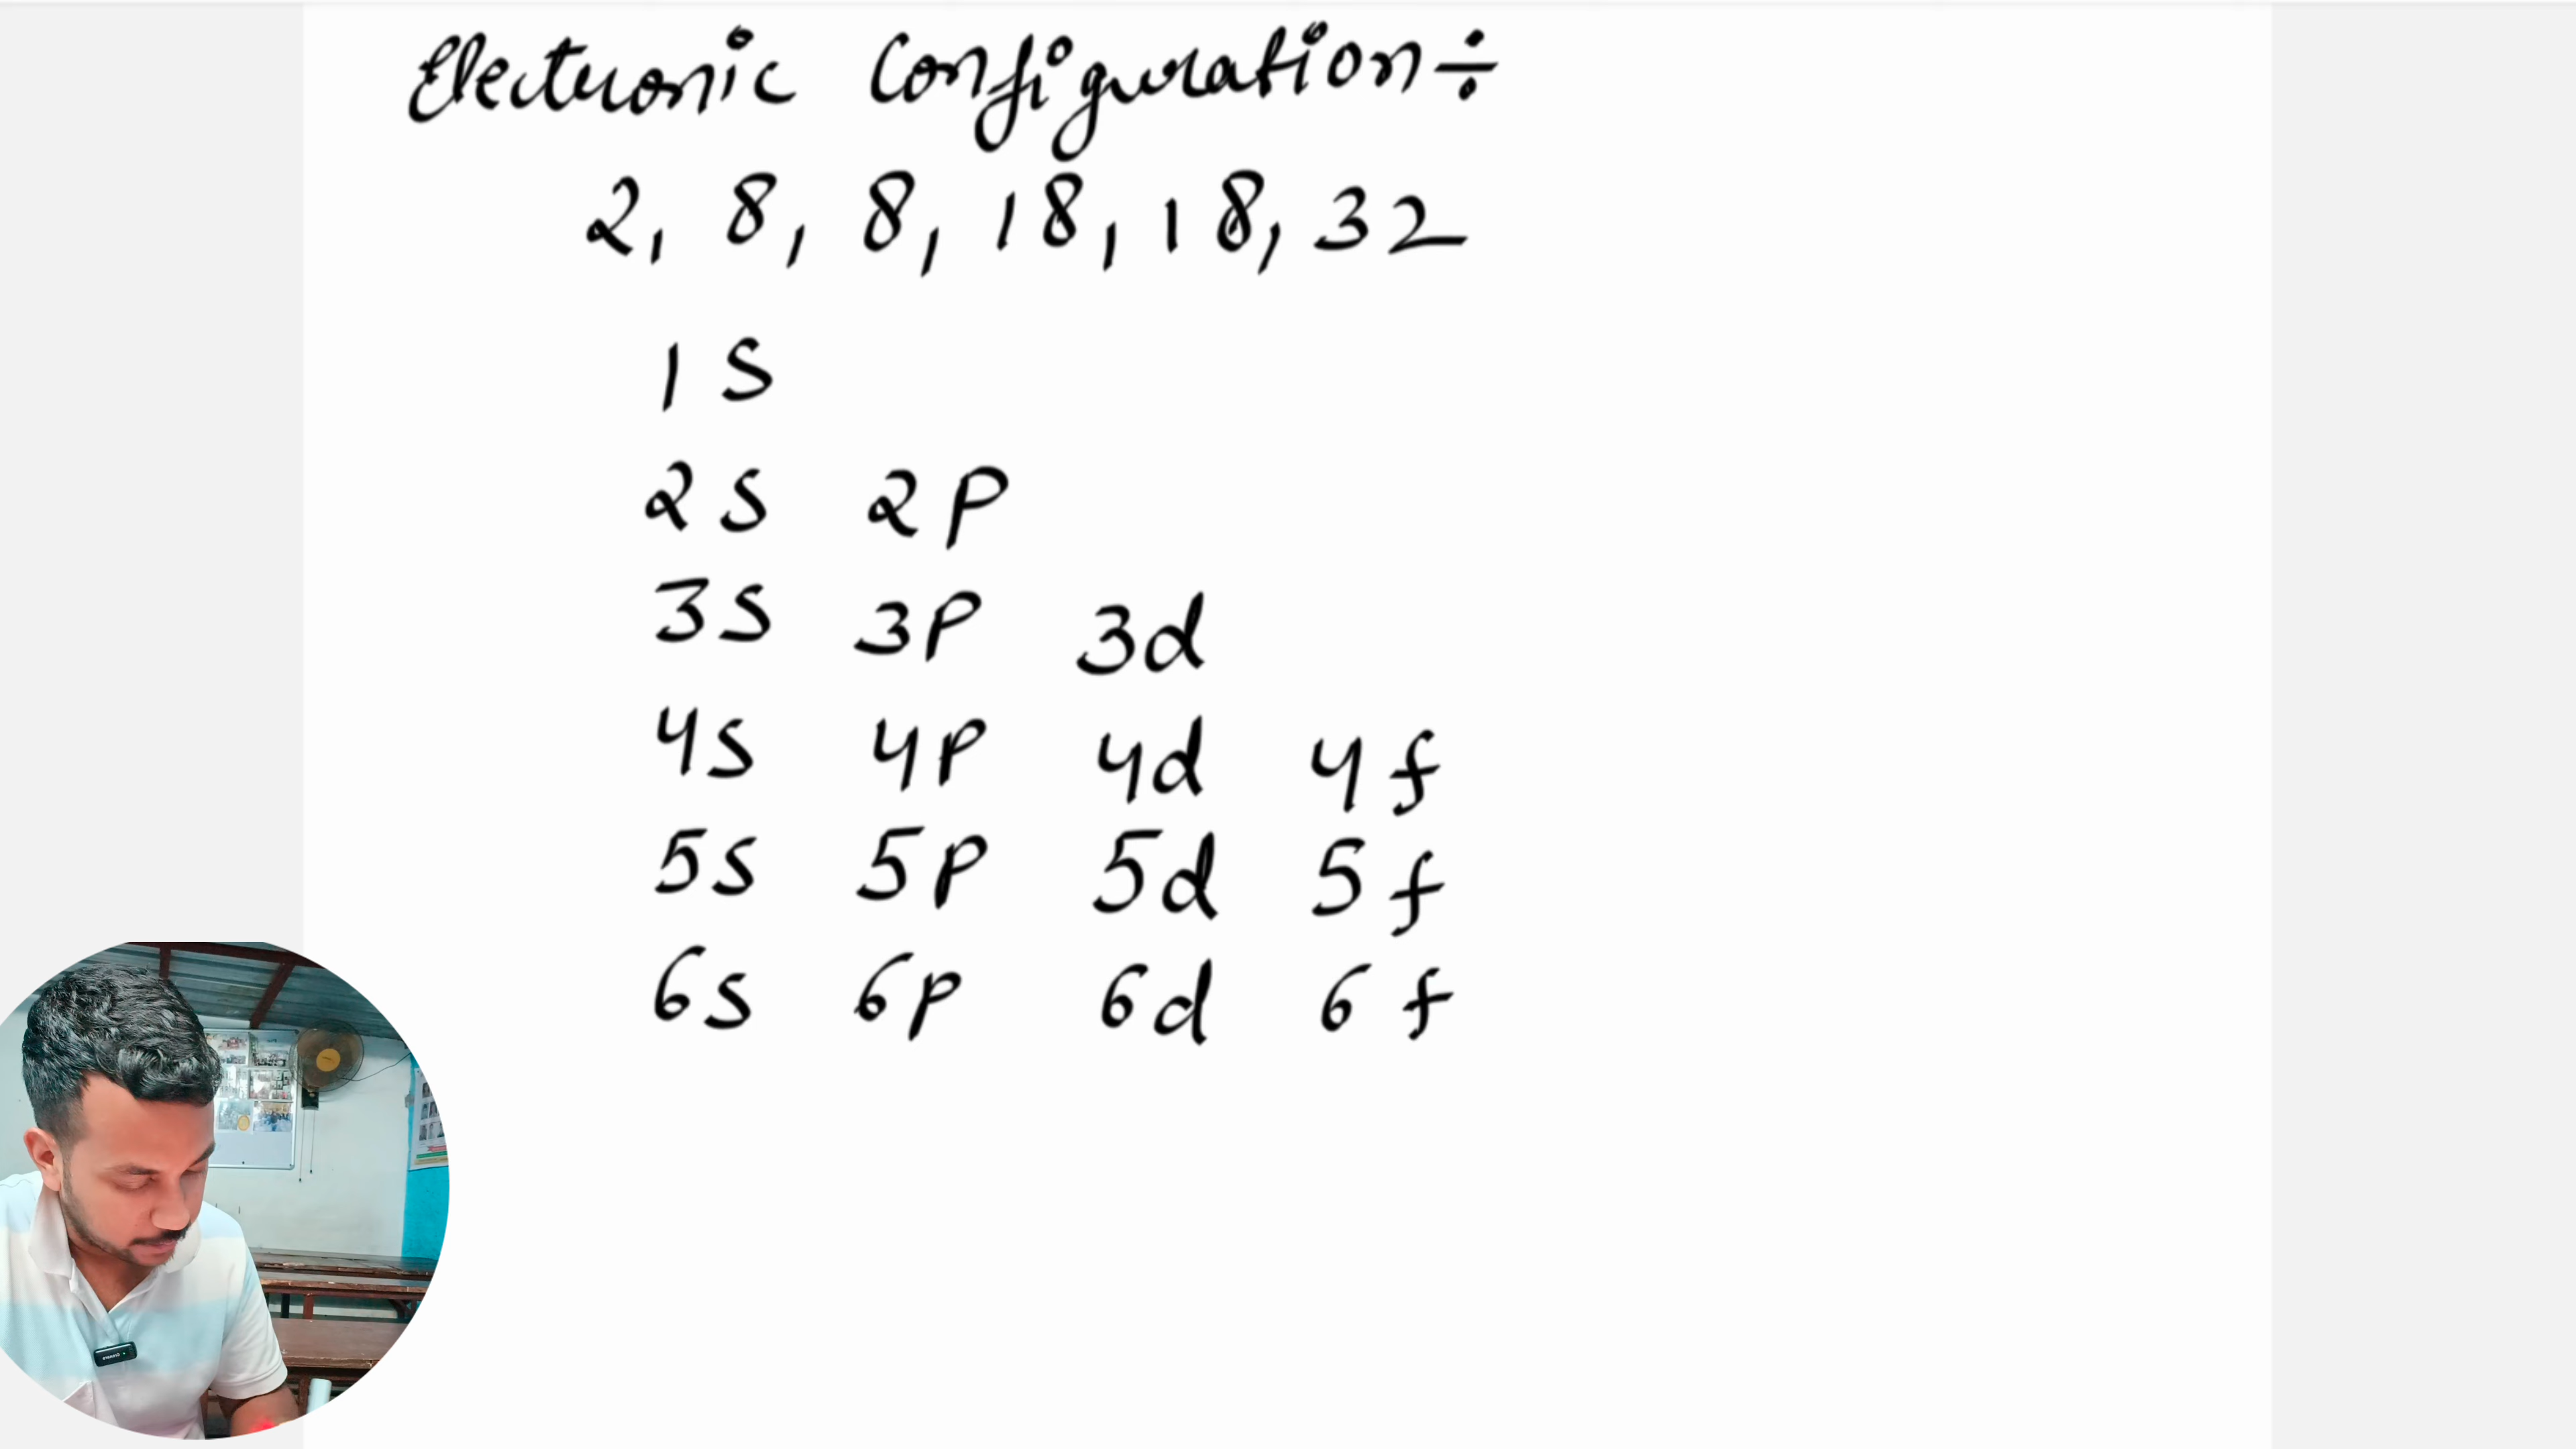 Electronic Configuration ÷
2, 8, 8, 18, 18, 32
1s
2s 2p
3s 3p 3d
4s 4p 4d 4f
5s 5p 5d 5f
6s 6p 6d 6f